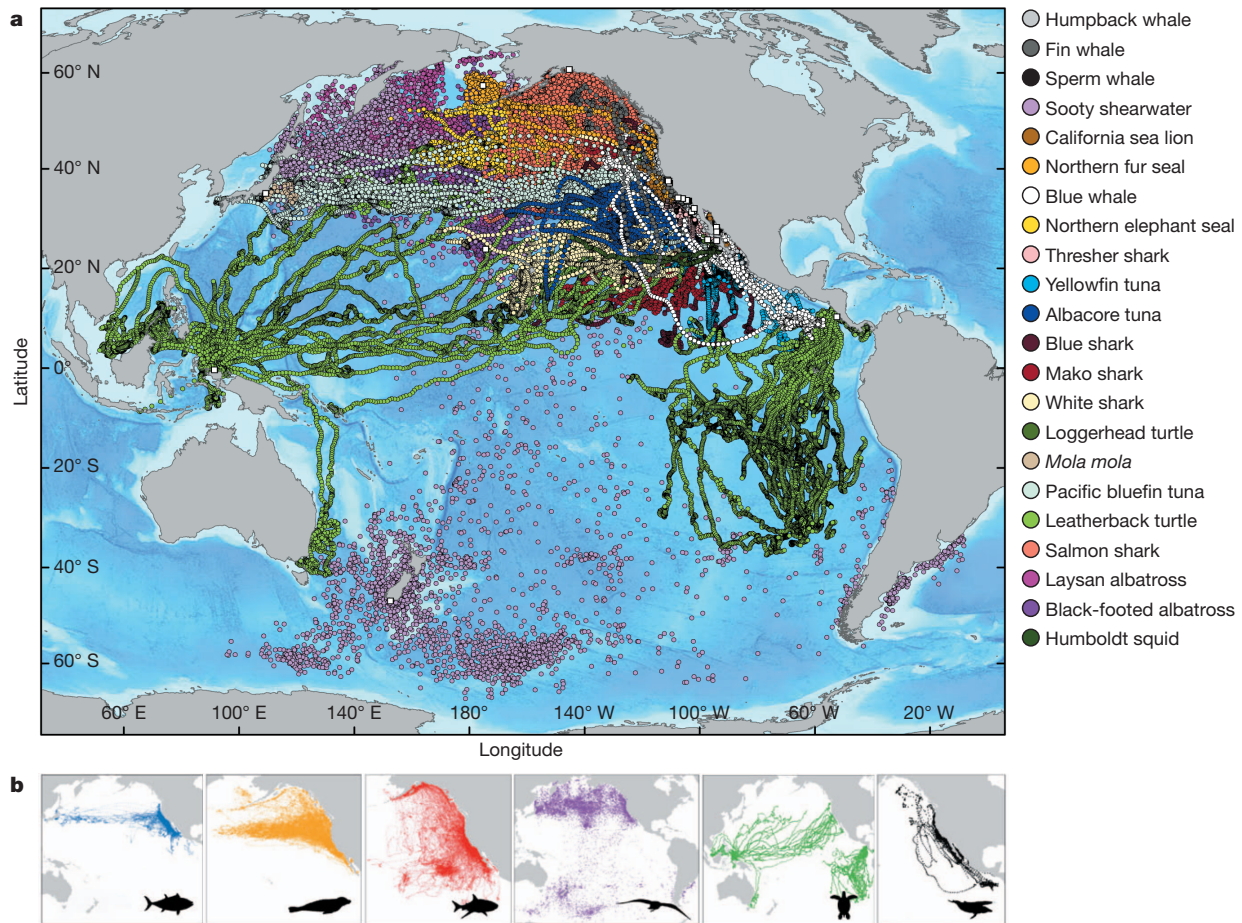 a
60° N
40° N
20° N
0°
20° S
40° S
60° S
Latitude
60° E
100° E
140° E
180°
140° W
100° W
60° W
20° W
Longitude
Humpback whale
Fin whale
Sperm whale
Sooty shearwater
California sea lion
Northern fur seal
Blue whale
Northern elephant seal
Thresher shark
Yellowfin tuna
Albacore tuna
Blue shark
Mako shark
White shark
Loggerhead turtle
Mola mola
Pacific bluefin tuna
Leatherback turtle
Salmon shark
Laysan albatross
Black-footed albatross
Humboldt squid
b